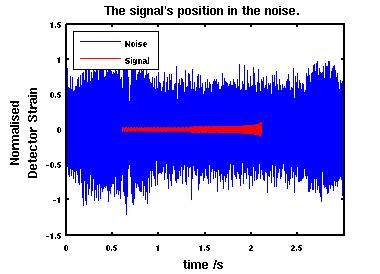 The signal's position in the noise.
Normalised
Detector Strain
1.5
1
0.5
0
-0.5
-1
-1.5
Noise
Signal
0
0.5
1
1.5
2
2.5
time /s